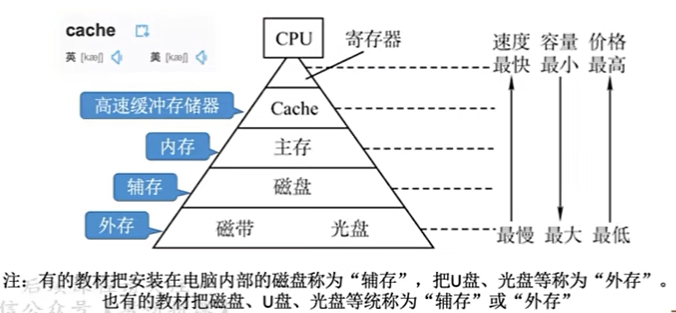 cache
英 [kæʃ] 美 [kæʃ]
CPU
寄存器
速度 容量 价格
最快 最小 最高
高速缓冲存储器
Cache
内存
主存
辅存
磁盘
外存
磁带 光盘
最慢 最大 最低
注：有的教材把安装在电脑内部的磁盘称为“辅存”，把U盘、光盘等称为“外存”。
也有的教材把磁盘、U盘、光盘等统称为“辅存”或“外存”